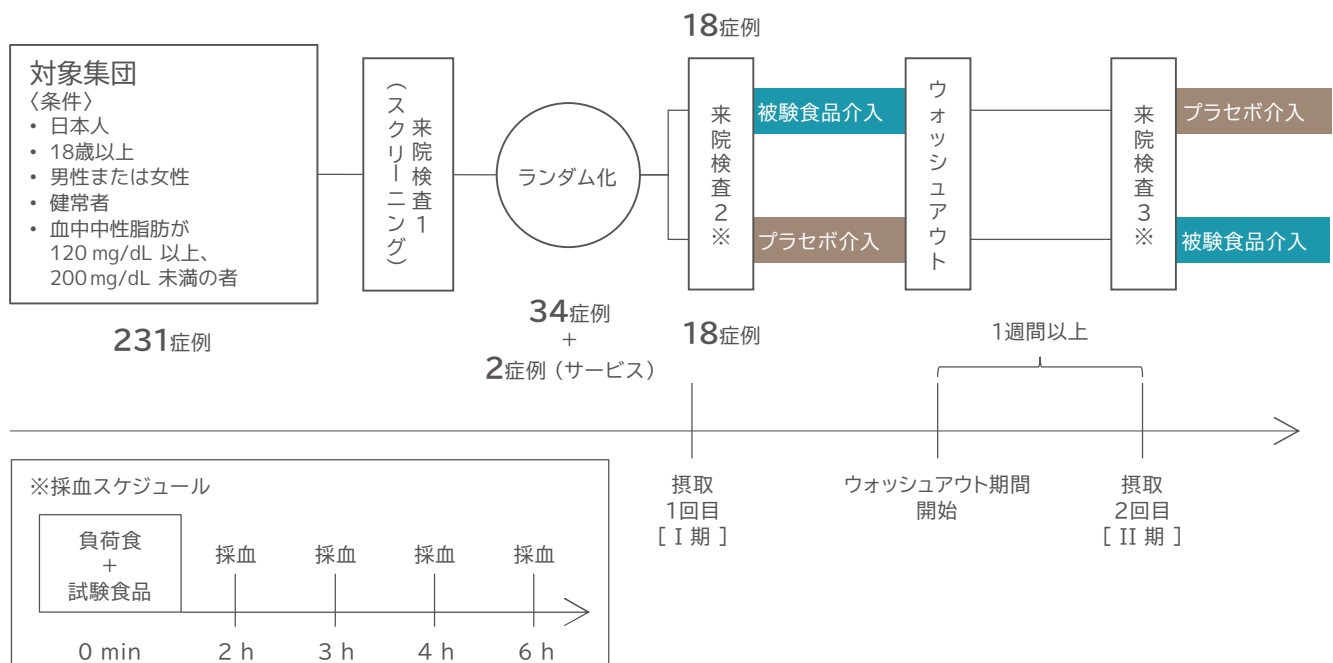 対象集団
〈条件〉
• 日本人
• 18歳以上
• 男性または女性
• 健常者
• 血中中性脂肪が
120 mg/dL 以上、
200 mg/dL 未満の者
231症例
来院検査1
(スクリーニング)
ランダム化
34症例
+
2症例（サービス）
18症例
来院検査2※
18症例
被験食品介入
プラセボ介入
ウォッシュアウト
来院検査3※
プラセボ介入
被験食品介入
1週間以上
摂取
1回目
[ I 期 ]
ウォッシュアウト期間
開始
摂取
2回目
[ II 期 ]
※採血スケジュール
負荷食
+
試験食品
採血
採血
採血
採血
0 min
2 h
3 h
4 h
6 h